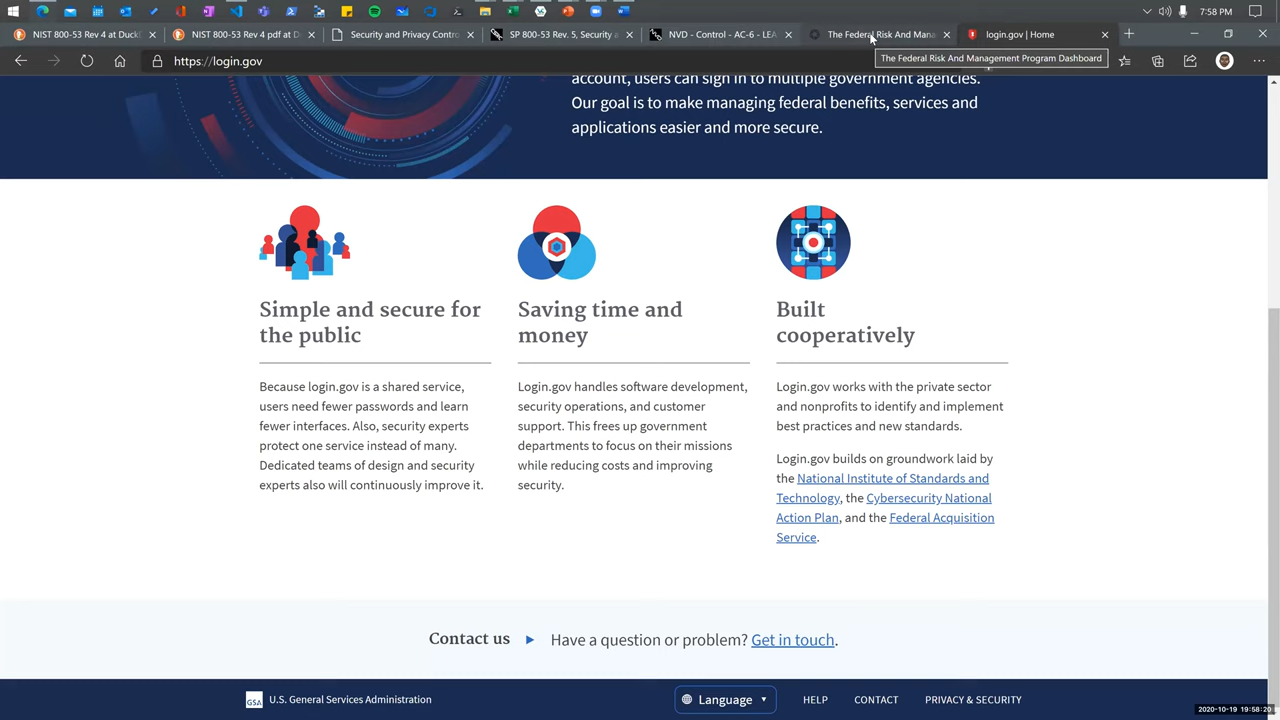 7:58 PM
NIST 800-53 Rev 4 at Duck
NIST 800-53 Rev 4 pdf at D
Security and Privacy Contro
SP 800-53 Rev. 5, Security a
NVD - Control - AC-6 - LEA
The Federal Risk And Mana
login.gov | Home
https://login.gov
The Federal Risk And Management Program Dashboard
account, users can sign in to multiple government agencies.
Our goal is to make managing federal benefits, services and
applications easier and more secure.
Simple and secure for
the public
Because login.gov is a shared service,
users need fewer passwords and learn
fewer interfaces. Also, security experts
protect one service instead of many.
Dedicated teams of design and security
experts also will continuously improve it.
Saving time and
money
Login.gov handles software development,
security operations, and customer
support. This frees up government
departments to focus on their missions
while reducing costs and improving
security.
Built
cooperatively
Login.gov works with the private sector
and nonprofits to identify and implement
best practices and new standards.
Login.gov builds on groundwork laid by
the National Institute of Standards and
Technology, the Cybersecurity National
Action Plan, and the Federal Acquisition
Service.
Contact us
Have a question or problem? Get in touch.
GSA
U.S. General Services Administration
Language
HELP
CONTACT
PRIVACY & SECURITY
2020-10-19 19:58:20